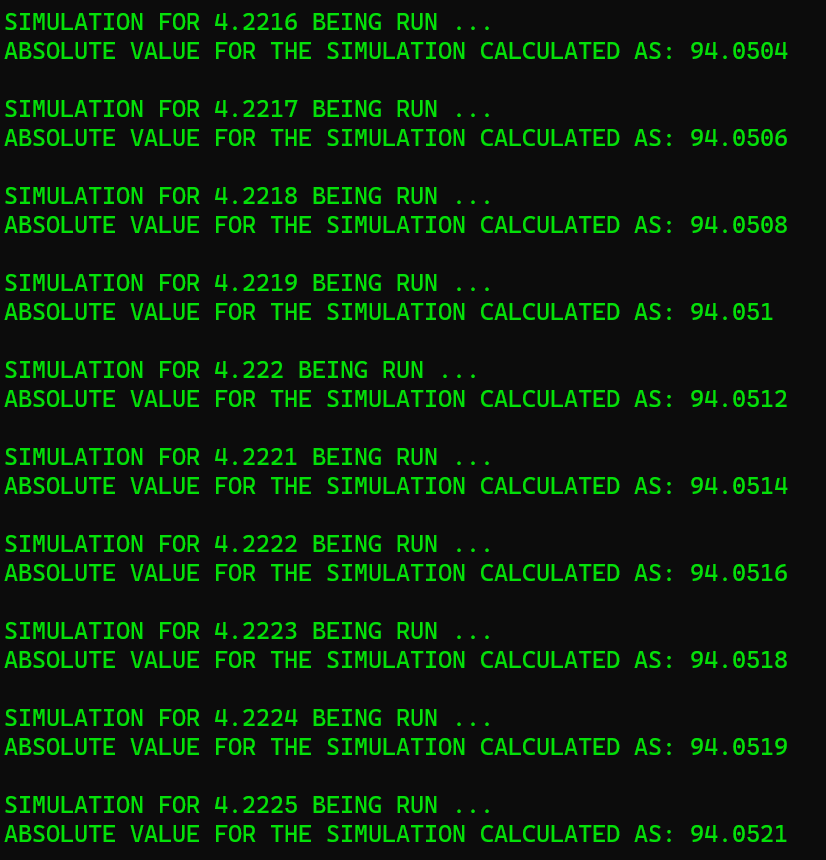 SIMULATION FOR 4.2216 BEING RUN ...
ABSOLUTE VALUE FOR THE SIMULATION CALCULATED AS: 94.0504
SIMULATION FOR 4.2217 BEING RUN ...
ABSOLUTE VALUE FOR THE SIMULATION CALCULATED AS: 94.0506
SIMULATION FOR 4.2218 BEING RUN ...
ABSOLUTE VALUE FOR THE SIMULATION CALCULATED AS: 94.0508
SIMULATION FOR 4.2219 BEING RUN ...
ABSOLUTE VALUE FOR THE SIMULATION CALCULATED AS: 94.051
SIMULATION FOR 4.222 BEING RUN ...
ABSOLUTE VALUE FOR THE SIMULATION CALCULATED AS: 94.0512
SIMULATION FOR 4.2221 BEING RUN ...
ABSOLUTE VALUE FOR THE SIMULATION CALCULATED AS: 94.0514
SIMULATION FOR 4.2222 BEING RUN ...
ABSOLUTE VALUE FOR THE SIMULATION CALCULATED AS: 94.0516
SIMULATION FOR 4.2223 BEING RUN ...
ABSOLUTE VALUE FOR THE SIMULATION CALCULATED AS: 94.0518
SIMULATION FOR 4.2224 BEING RUN ...
ABSOLUTE VALUE FOR THE SIMULATION CALCULATED AS: 94.0519
SIMULATION FOR 4.2225 BEING RUN ...
ABSOLUTE VALUE FOR THE SIMULATION CALCULATED AS: 94.0521